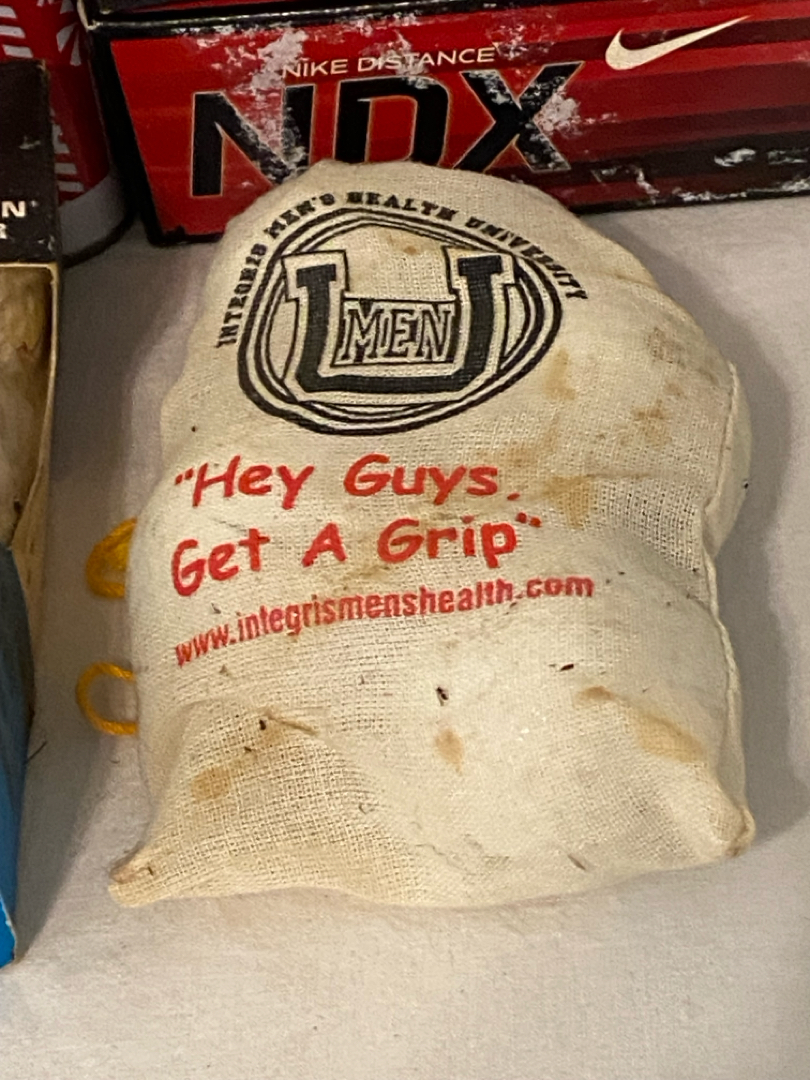 NIKE DISTANCE
NDX
N
INTEGRIS MEN'S HEALTH UNIVERSITY
U
MEN
"Hey Guys,
Get A Grip"
www.integrismenshealth.com